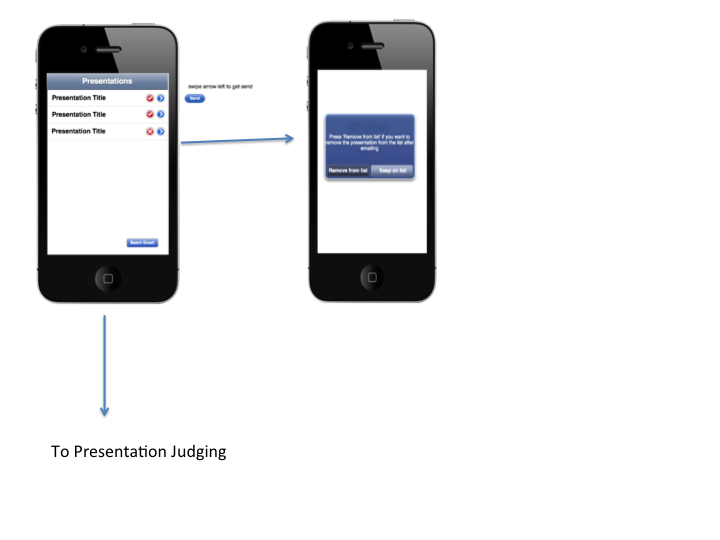 Presentations
Presentation Title
Presentation Title
Presentation Title
Batch Email
swipe arrow left to get send
Send
Press 'Remove from list' if you want to
remove the presentation from the list after
emailing
Remove from list
Keep on list
To Presentation Judging